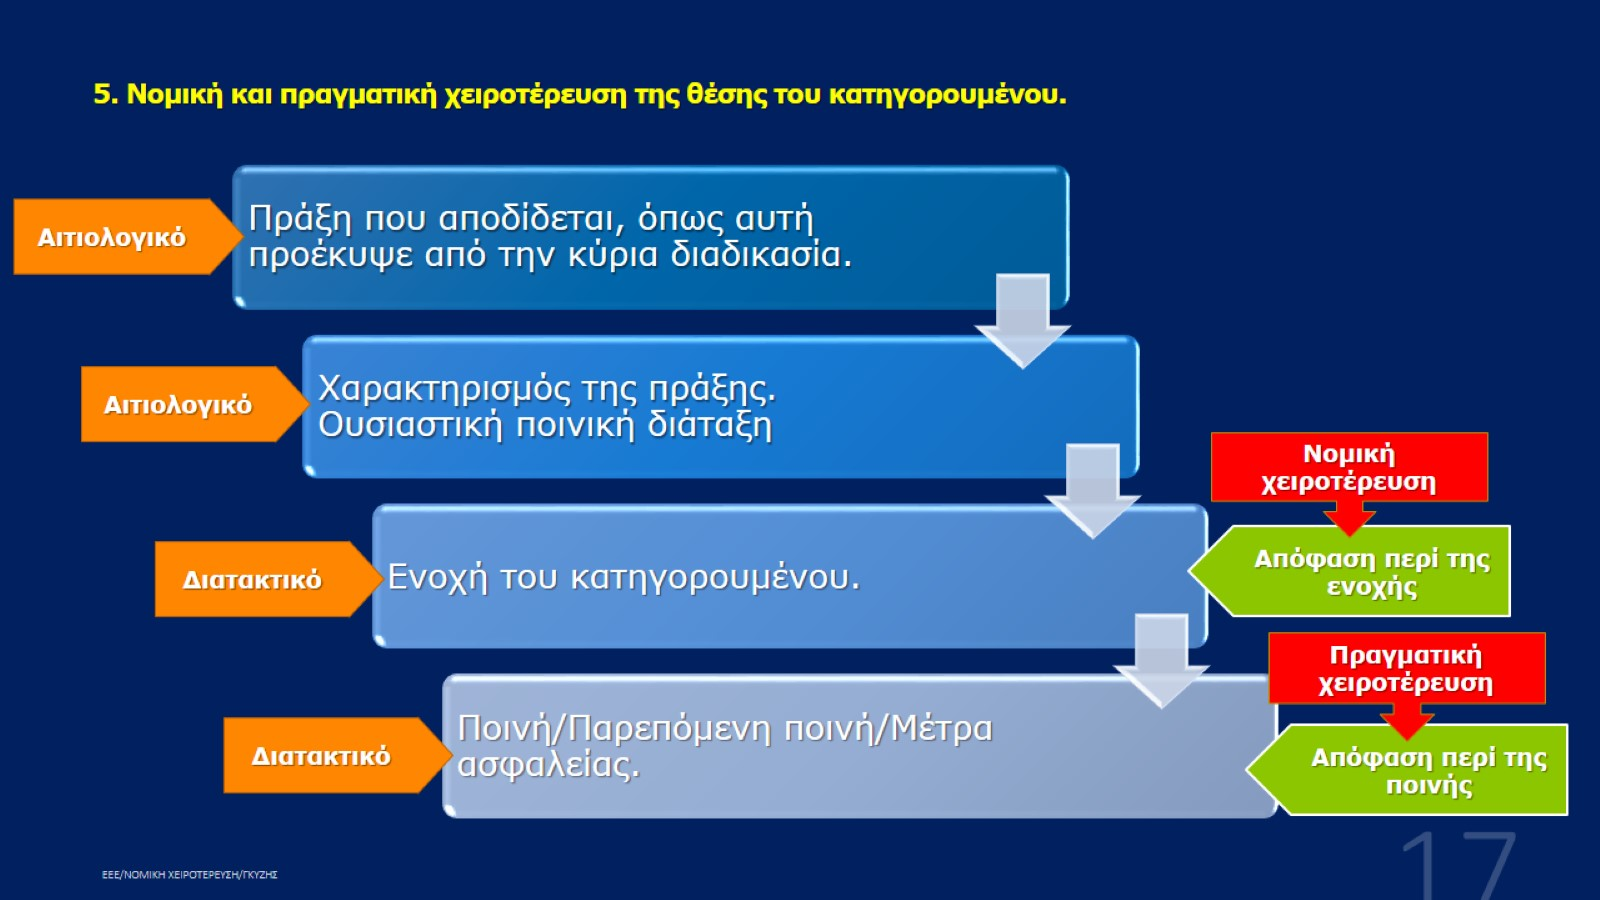 5. Νομική και πραγματική χειροτέρευση της θέσης του κατηγορουμένου.
Αιτιολογικό
Πράξη που αποδίδεται, όπως αυτή
προέκυψε από την κύρια διαδικασία.
Αιτιολογικό
Χαρακτηρισμός της πράξης.
Ουσιαστική ποινική διάταξη
Νομική
χειροτέρευση
Διατακτικό
Ενοχή του κατηγορουμένου.
Απόφαση περί της
ενοχής
Πραγματική
χειροτέρευση
Διατακτικό
Ποινή/Παρεπόμενη ποινή/Μέτρα
ασφαλείας.
Απόφαση περί της
ποινής
ΕΕΕ/ΝΟΜΙΚΗ ΧΕΙΡΟΤΕΡΕΥΣΗ/ΓΚΥΖΗΣ
17